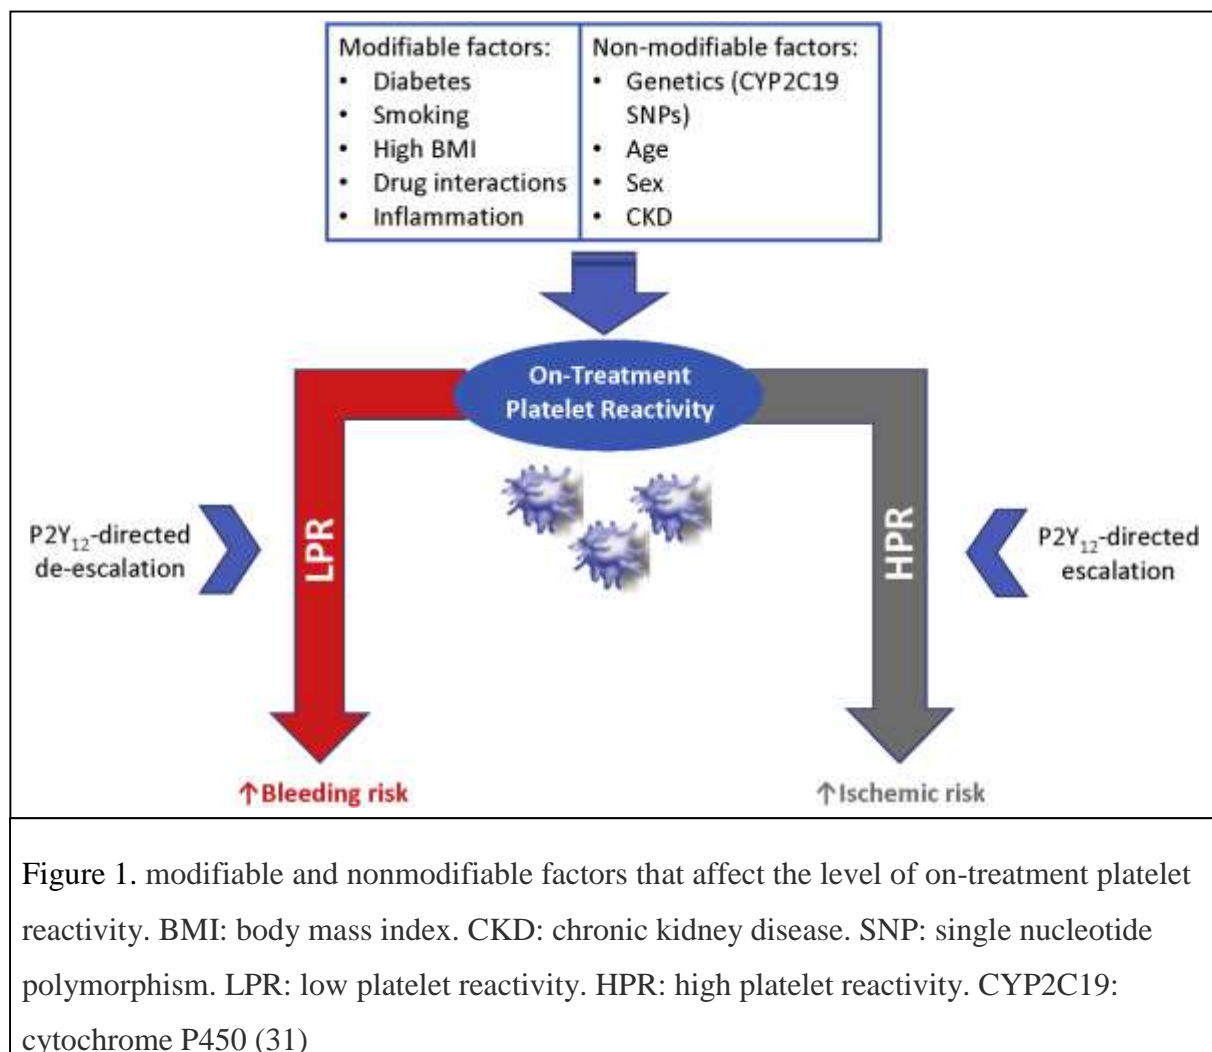 Modifiable factors:
• Diabetes
• Smoking
• High BMI
• Drug interactions
• Inflammation
Non-modifiable factors:
• Genetics (CYP2C19
SNPs)
• Age
• Sex
• CKD
On-Treatment
Platelet Reactivity
P2Y₁₂-directed
de-escalation
LPR
HPR
P2Y₁₂-directed
escalation
↑Bleeding risk
↑Ischemic risk
Figure 1. modifiable and nonmodifiable factors that affect the level of on-treatment platelet
reactivity. BMI: body mass index. CKD: chronic kidney disease. SNP: single nucleotide
polymorphism. LPR: low platelet reactivity. HPR: high platelet reactivity. CYP2C19:
cytochrome P450 (31)